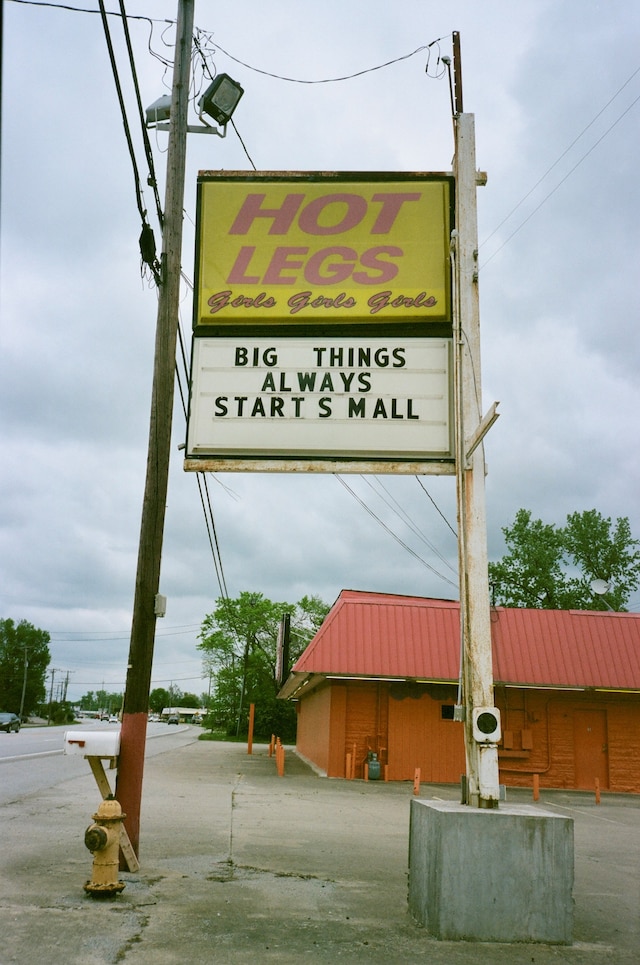 HOT
LEGS
Girls Girls Girls
BIG THINGS
ALWAYS
START S MALL